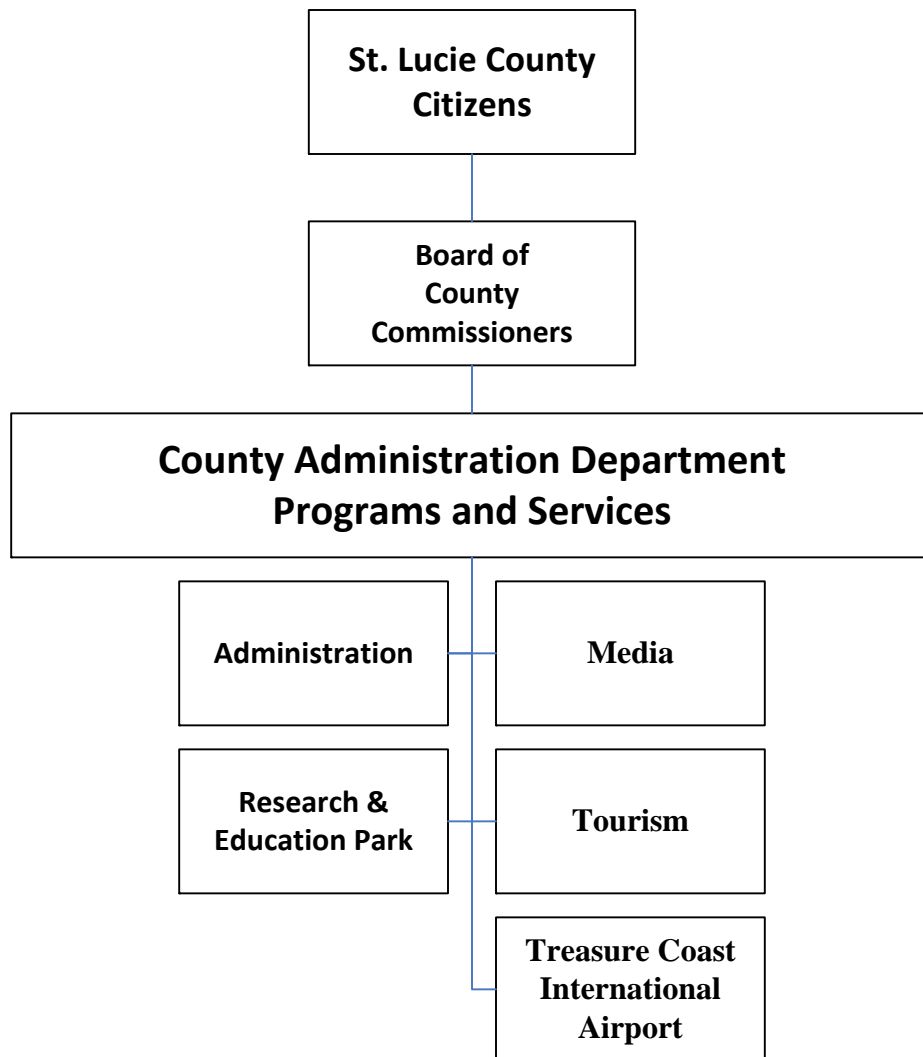 St. Lucie County
Citizens
Board of
County
Commissioners
County Administration Department
Programs and Services
Administration
Media
Research &
Education Park
Tourism
Treasure Coast
International
Airport